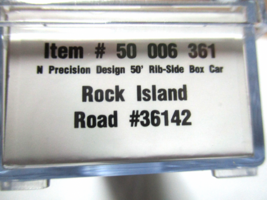 Item # 50 006 361
N Precision Design 50' Rib-Side Box Car
Rock Island
Road #36142